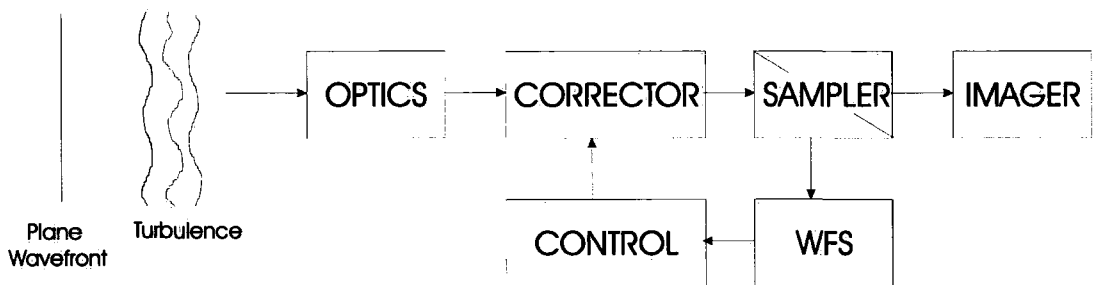 OPTICS
CORRECTOR
SAMPLER
IMAGER
Plane
Wavefront
Turbulence
CONTROL
WFS